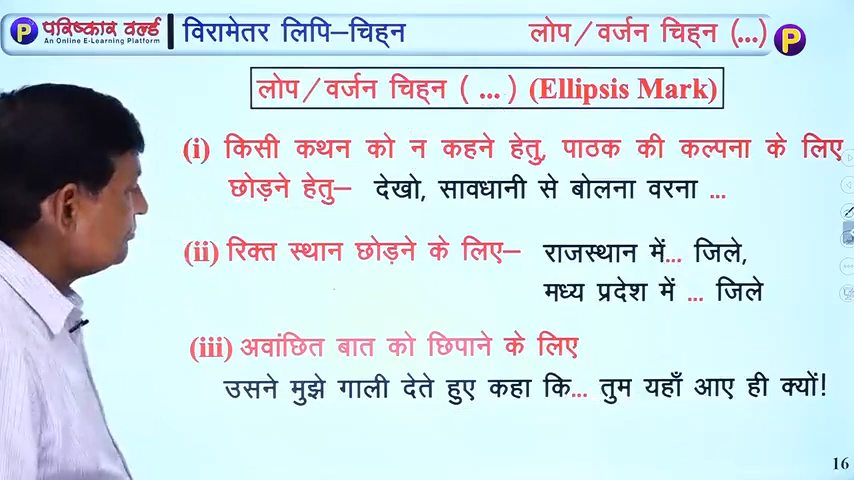 परिष्कार वर्ल्ड
An Online E-Learning Platform
विरामेतर लिपि–चिह्न
लोप/वर्जन चिह्न (...)
P
P
लोप/वर्जन चिह्न ( ... ) (Ellipsis Mark)
(i) किसी कथन को न कहने हेतु, पाठक की कल्पना के लिए
छोड़ने हेतु– देखो, सावधानी से बोलना वरना ...
(ii) रिक्त स्थान छोड़ने के लिए– राजस्थान में... जिले,
मध्य प्रदेश में ... जिले
(iii) अवांछित बात को छिपाने के लिए
उसने मुझे गाली देते हुए कहा कि... तुम यहाँ आए ही क्यों!
16